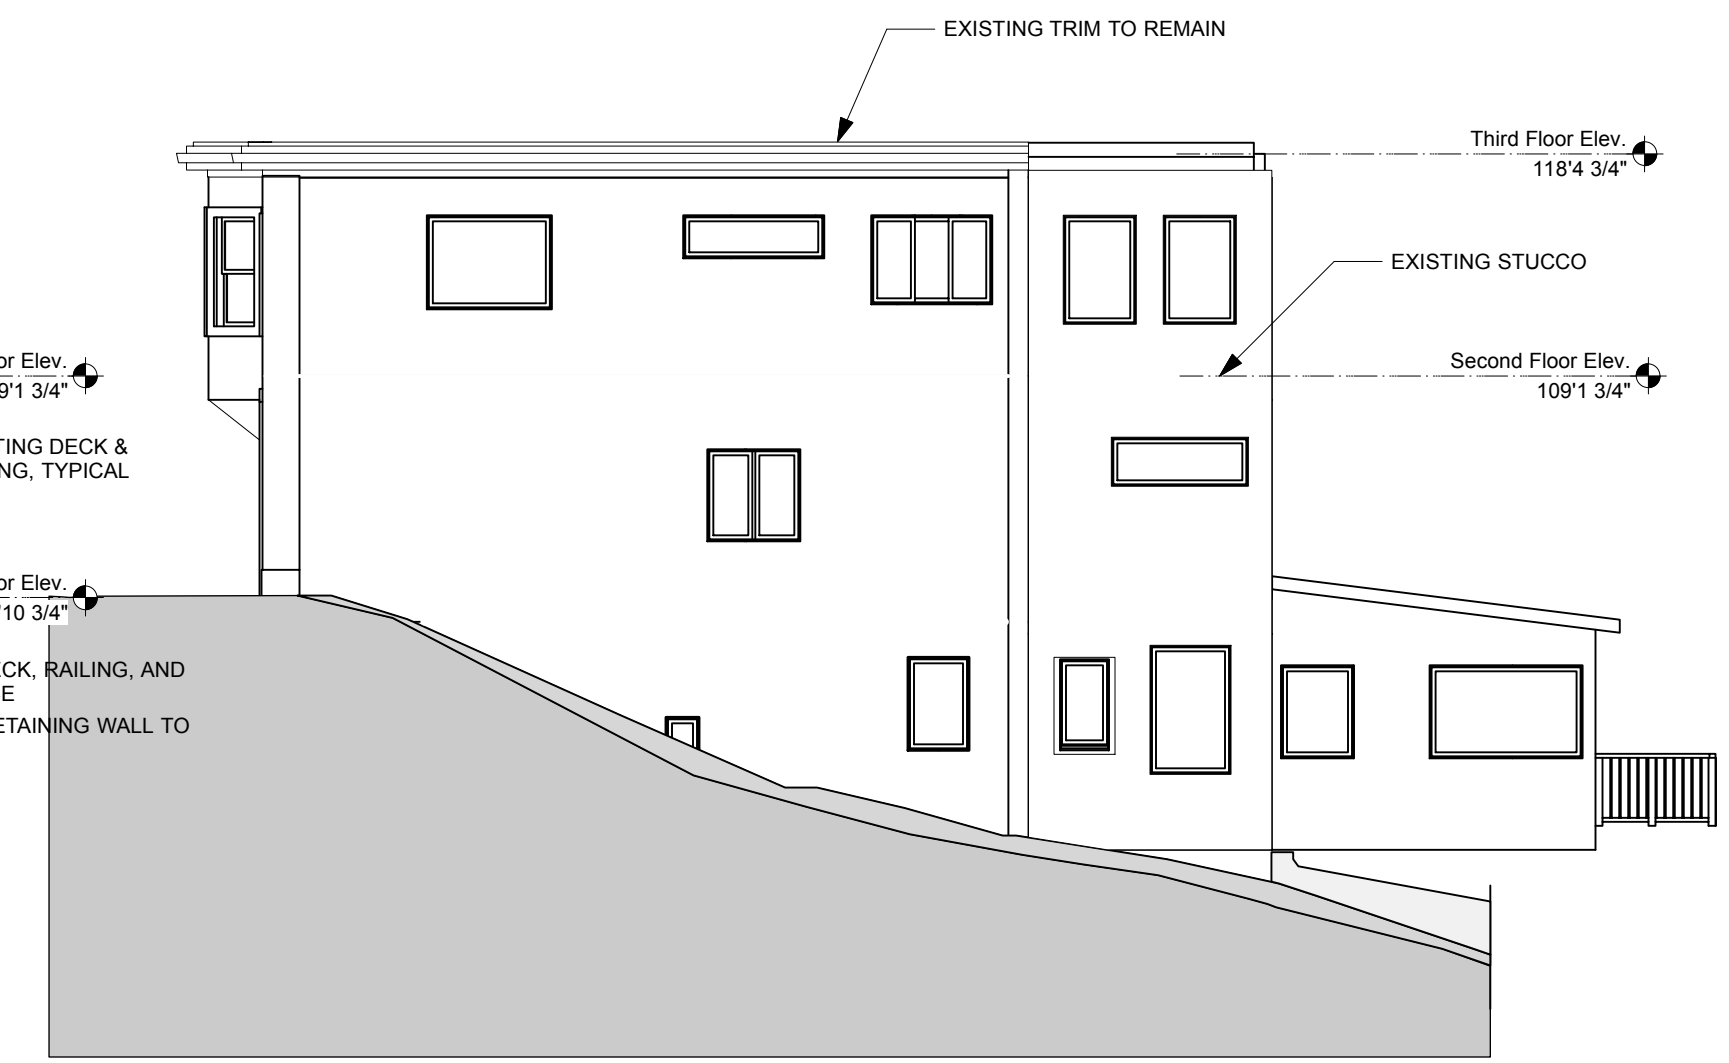 EXISTING TRIM TO REMAIN
Third Floor Elev.
118'4 3/4"
EXISTING STUCCO
or Elev.
9'1 3/4"
Second Floor Elev.
109'1 3/4"
TING DECK &
NG, TYPICAL
or Elev.
'10 3/4"
ECK, RAILING, AND
CE
ETAINING WALL TO